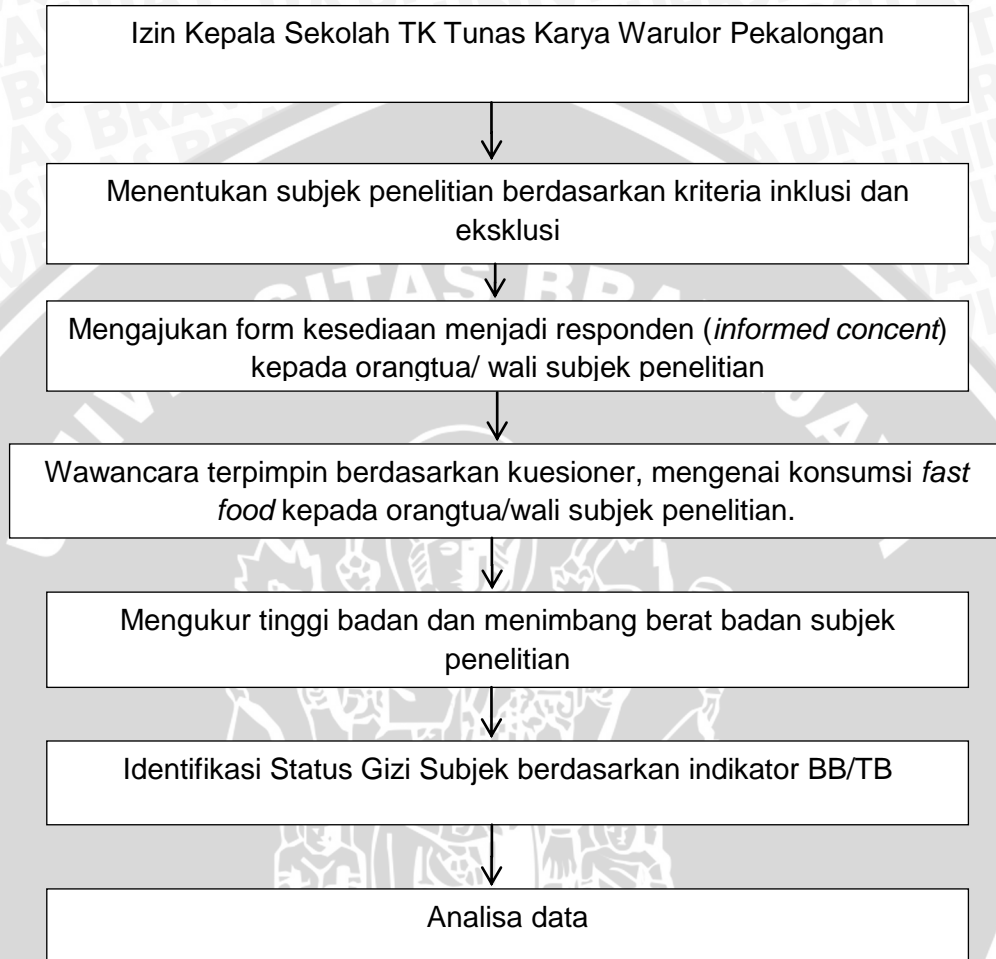 Izin Kepala Sekolah TK Tunas Karya Warulor Pekalongan
Menentukan subjek penelitian berdasarkan kriteria inklusi dan
eksklusi
Mengajukan form kesediaan menjadi responden (informed concent)
kepada orangtua/ wali subjek penelitian
Wawancara terpimpin berdasarkan kuesioner, mengenai konsumsi fast
food kepada orangtua/wali subjek penelitian.
Mengukur tinggi badan dan menimbang berat badan subjek
penelitian
Identifikasi Status Gizi Subjek berdasarkan indikator BB/TB
Analisa data